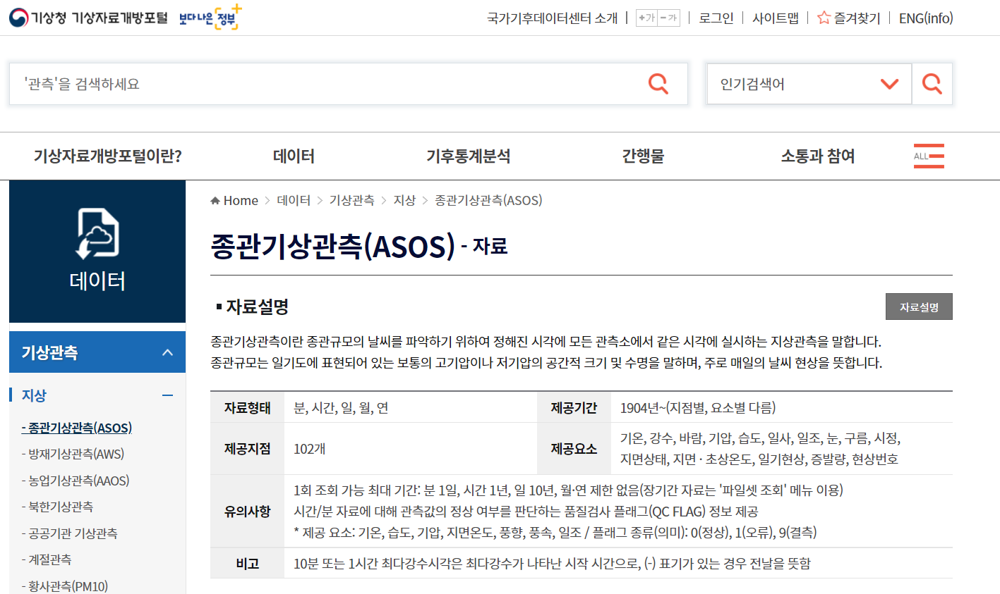 기상청 기상자료개방포털 보다나은 정부
국가기후데이터센터 소개 +가 -가 로그인 사이트맵 즐겨찾기 ENG(info)
'관측'을 검색하세요
인기검색어
기상자료개방포털이란? 데이터 기후통계분석 간행물 소통과 참여 ALL
데이터
기상관측
지상
- 종관기상관측(ASOS)
- 방재기상관측(AWS)
- 농업기상관측(AAOS)
- 북한기상관측
- 공공기관 기상관측
- 계절관측
- 황사관측(PM10)
Home > 데이터 > 기상관측 > 지상 > 종관기상관측(ASOS)
종관기상관측(ASOS) - 자료
자료설명
자료설명
종관기상관측이란 종관규모의 날씨를 파악하기 위하여 정해진 시각에 모든 관측소에서 같은 시각에 실시하는 지상관측을 말합니다.
종관규모는 일기도에 표현되어 있는 보통의 고기압이나 저기압의 공간적 크기 및 수명을 말하며, 주로 매일의 날씨 현상을 뜻합니다.
자료형태 분, 시간, 일, 월, 연 제공기간 1904년~(지점별, 요소별 다름)
제공지점 102개 제공요소 기온, 강수, 바람, 기압, 습도, 일사, 일조, 눈, 구름, 시정,
지면상태, 지면 · 초상온도, 일기현상, 증발량, 현상번호
유의사항 1회 조회 가능 최대 기간: 분 1일, 시간 1년, 일 10년, 월·연 제한 없음(장기간 자료는 '파일셋 조회' 메뉴 이용)
시간/분 자료에 대해 관측값의 정상 여부를 판단하는 품질검사 플래그(QC FLAG) 정보 제공
* 제공 요소: 기온, 습도, 기압, 지면온도, 풍향, 풍속, 일조 / 플래그 종류(의미): 0(정상), 1(오류), 9(결측)
비고 10분 또는 1시간 최다강수시각은 최다강수가 나타난 시작 시간으로, (-) 표기가 있는 경우 전날을 뜻함